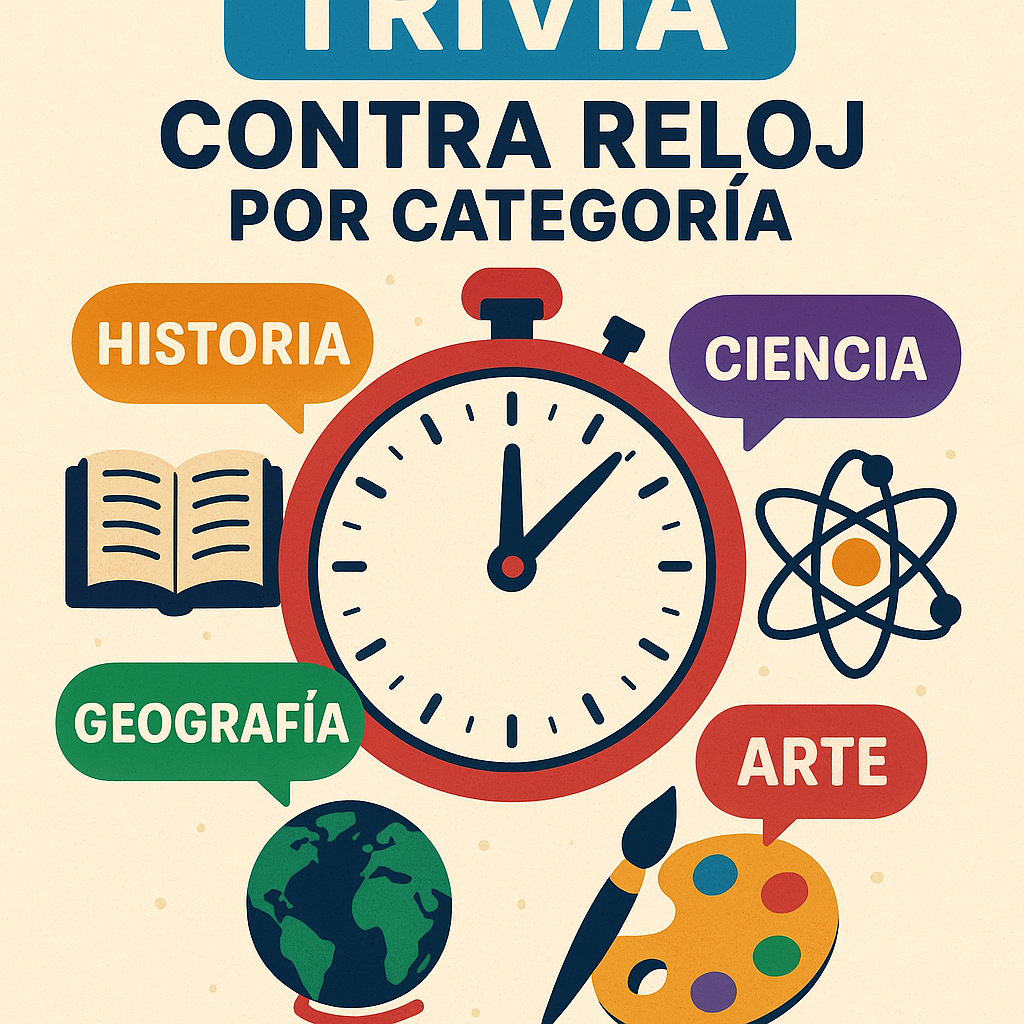 TRIVIA
CONTRA RELOJ
POR CATEGORÍA
HISTORIA
CIENCIA
GEOGRAFÍA
ARTE